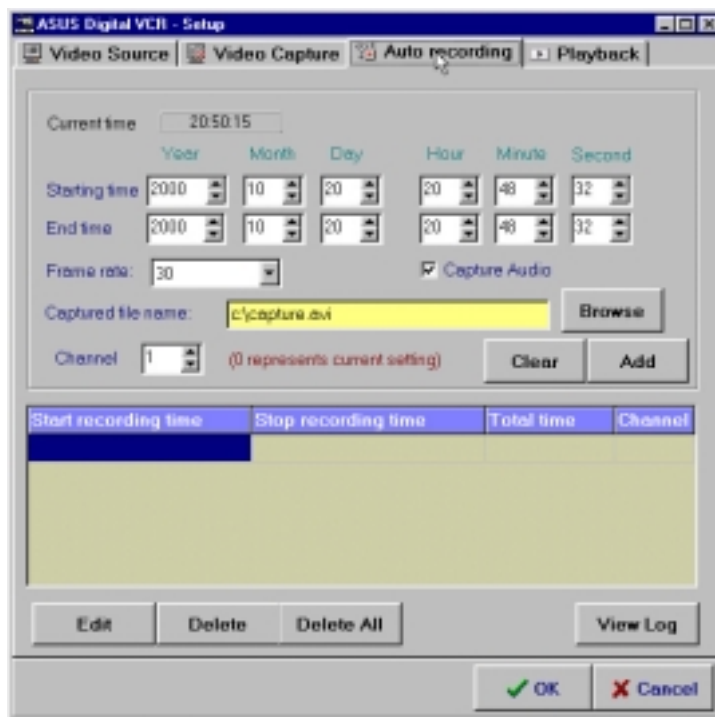 ASUS Digital VCR - Setup
Video Source Video Capture Auto recording Playback
Current time 20:50:15
Year Month Day Hour Minute Second
Starting time 2000 10 20 20 48 32
End time 2000 10 20 20 48 32
Frame rate: 30 Capture Audio
Captured file name: c:\capture.avi Browse
Channel 1 (0 represents current setting) Clear Add
Start recording time Stop recording time Total time Channel
Edit Delete Delete All View Log
OK Cancel